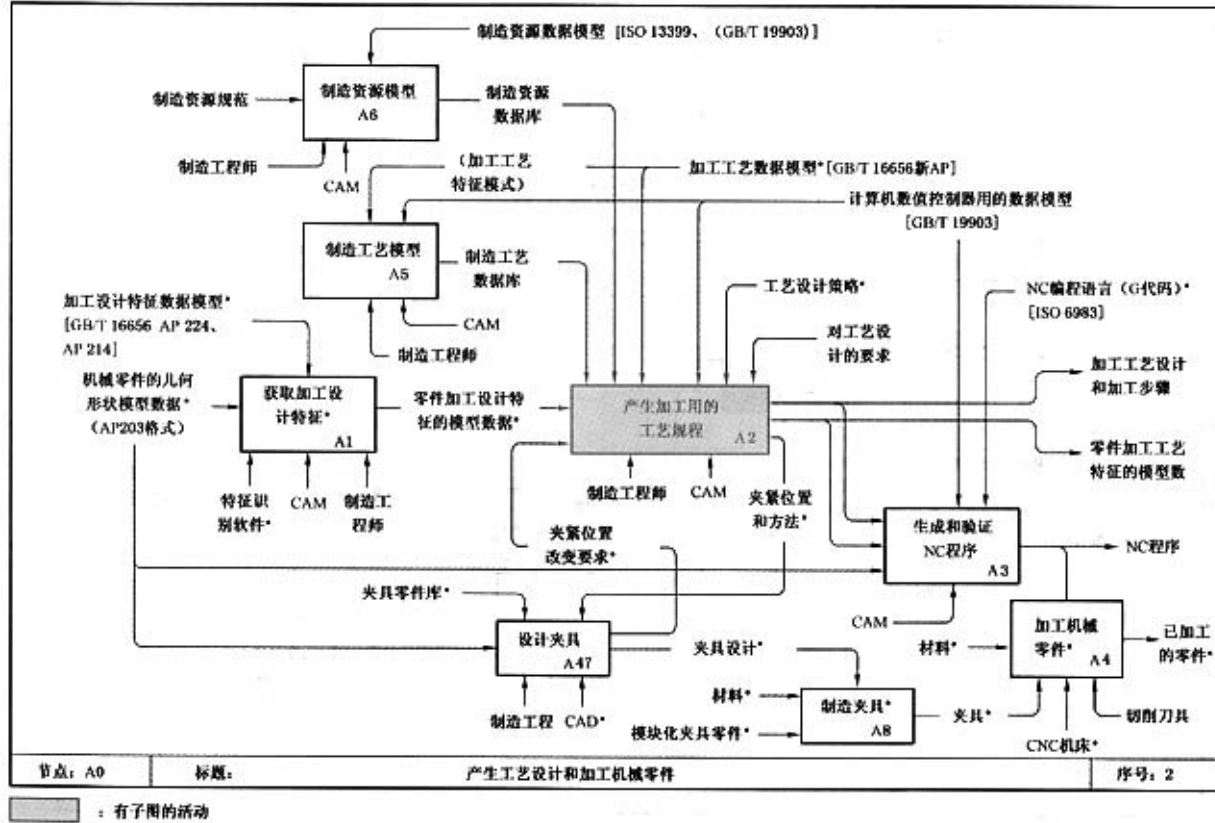 制造资源数据模型 [ISO 13399、（GB/T 19903）]
制造资源规范
制造资源模型
A6
制造资源
数据库
制造工程师
CAM
（加工工艺
特征模式）
加工工艺数据模型*[GB/T 16656新AP]
计算机数值控制器用的数据模型
[GB/T 19903]
制造工艺模型
A5
制造工艺
数据库
CAM
制造工程师
工艺设计策略*
NC编程语言（G代码）*
[ISO 6983]
对工艺设
计的要求
加工设计特征数据模型*
[GB/T 16656 AP 224、
AP 214]
机械零件的几何
形状模型数据*
（AP203格式）
获取加工设
计特征*
A1
零件加工设计特
征的模型数据*
产生加工用的
工艺规程
A2
加工工艺设计
和加工步骤
零件加工工艺
特征的模型数
特征识
别软件*
CAM
制造工
程师
制造工程师
CAM
夹紧位置
和方法*
夹紧位置
改变要求*
生成和验证
NC程序
A3
NC程序
CAM
夹具零件库*
设计夹具
A47
夹具设计*
制造工程
CAD*
材料*
模块化夹具零件*
制造夹具*
A8
夹具*
材料*
加工机械
零件*
A4
已加工
的零件*
切削刀具
CNC机床*
节点：A0
标题：
产生工艺设计和加工机械零件
序号：2
：有子图的活动